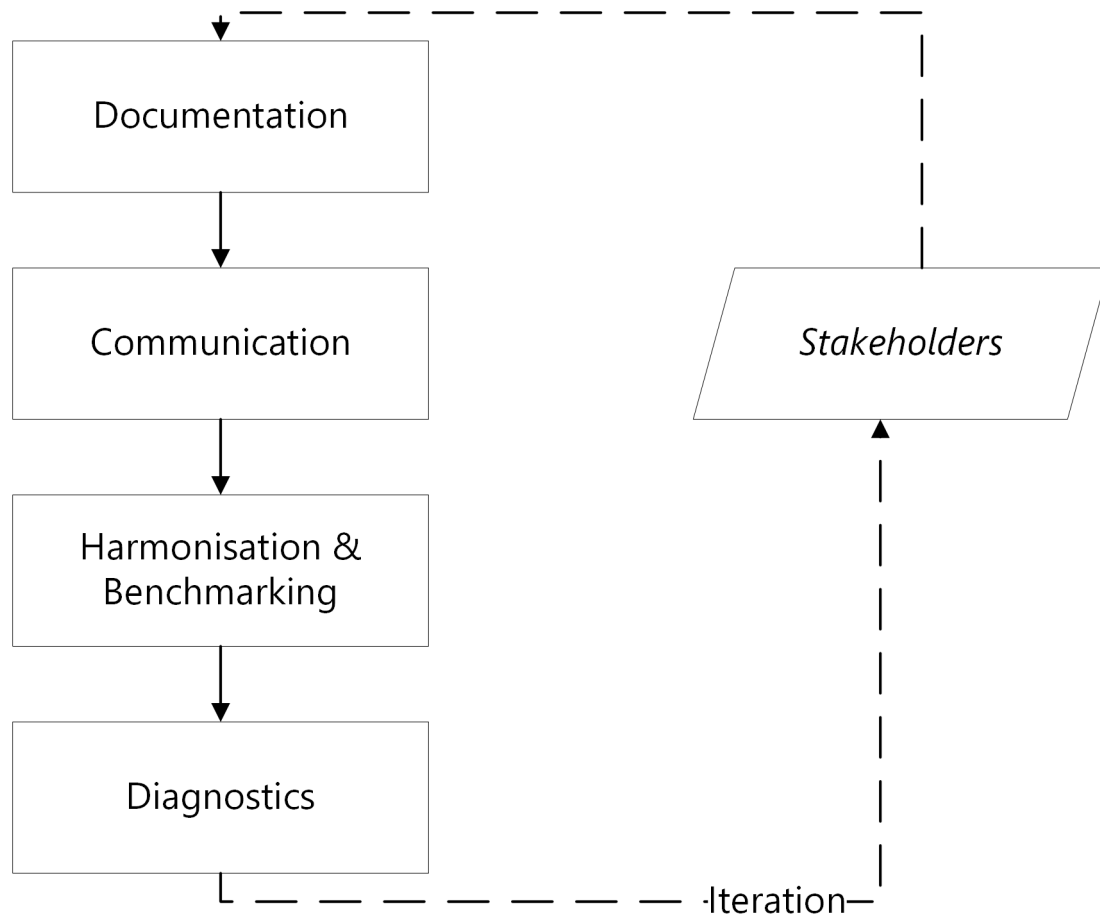 Documentation
Communication
Stakeholders
Harmonisation &
Benchmarking
Diagnostics
Iteration